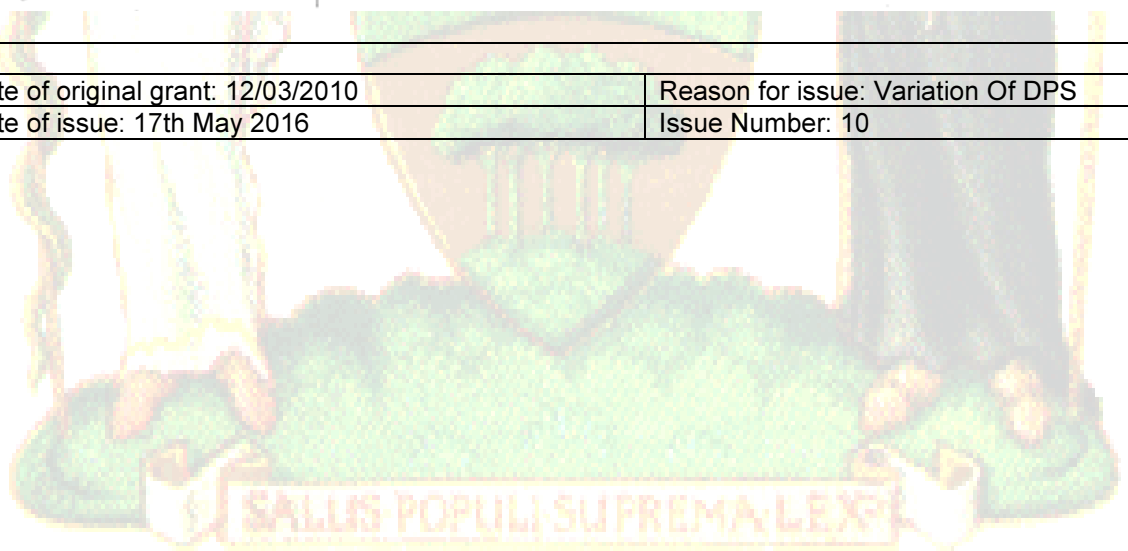 te of original grant: 12/03/2010
Reason for issue: Variation Of DPS
te of issue: 17th May 2016
Issue Number: 10
SALUS·POPULI·SUPREMA·LEX